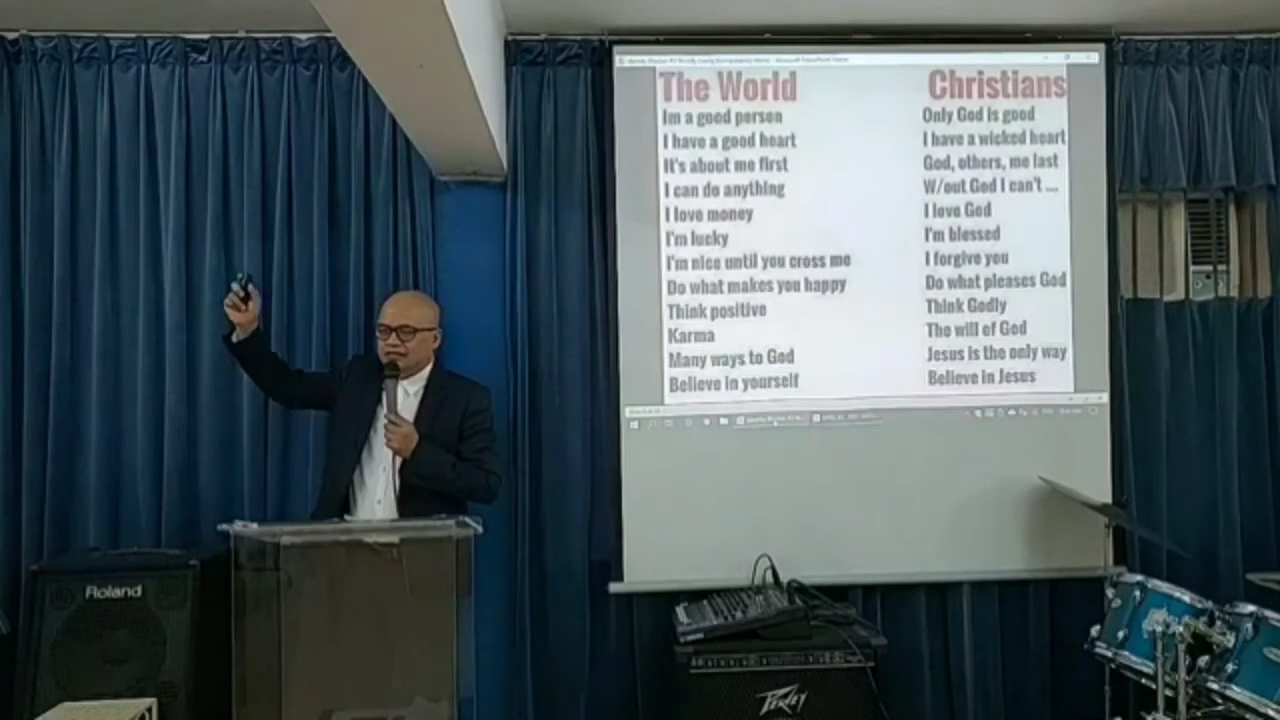 The World
Im a good person
I have a good heart
It's about me first
I can do anything
I love money
I'm lucky
I'm nice until you cross me
Do what makes you happy
Think positive
Karma
Many ways to God
Believe in yourself
Christians
Only God is good
I have a wicked heart
God, others, me last
W/out God I can't ...
I love God
I'm blessed
I forgive you
Do what pleases God
Think Godly
The will of God
Jesus is the only way
Believe in Jesus
Roland
PEAVEY